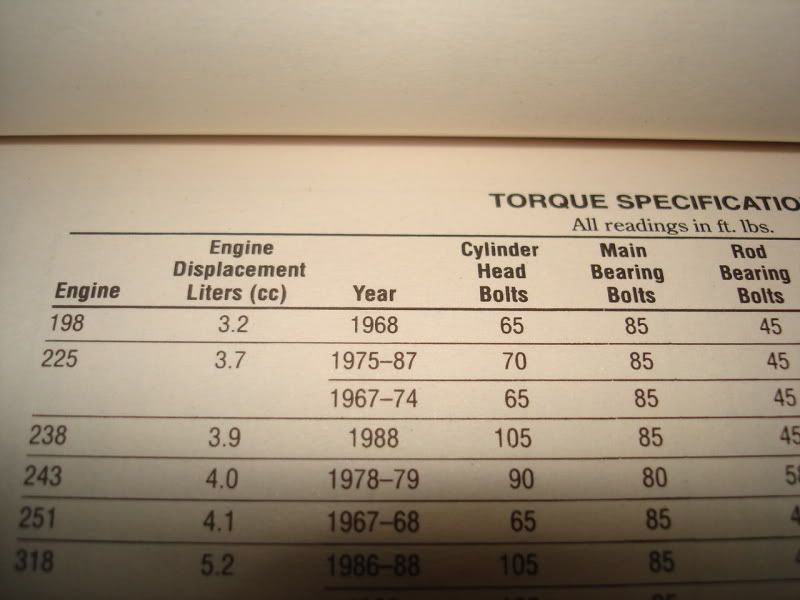 TORQUE SPECIFICATIO
All readings in ft. lbs.
Engine Cylinder Main Rod
Displacement Head Bearing Bearing
Engine Liters (cc) Year Bolts Bolts Bolts
198 3.2 1968 65 85 45
225 3.7 1975–87 70 85 45
1967–74 65 85 45
238 3.9 1988 105 85 45
243 4.0 1978–79 90 80 58
251 4.1 1967–68 65 85 4
318 5.2 1986–88 105 85